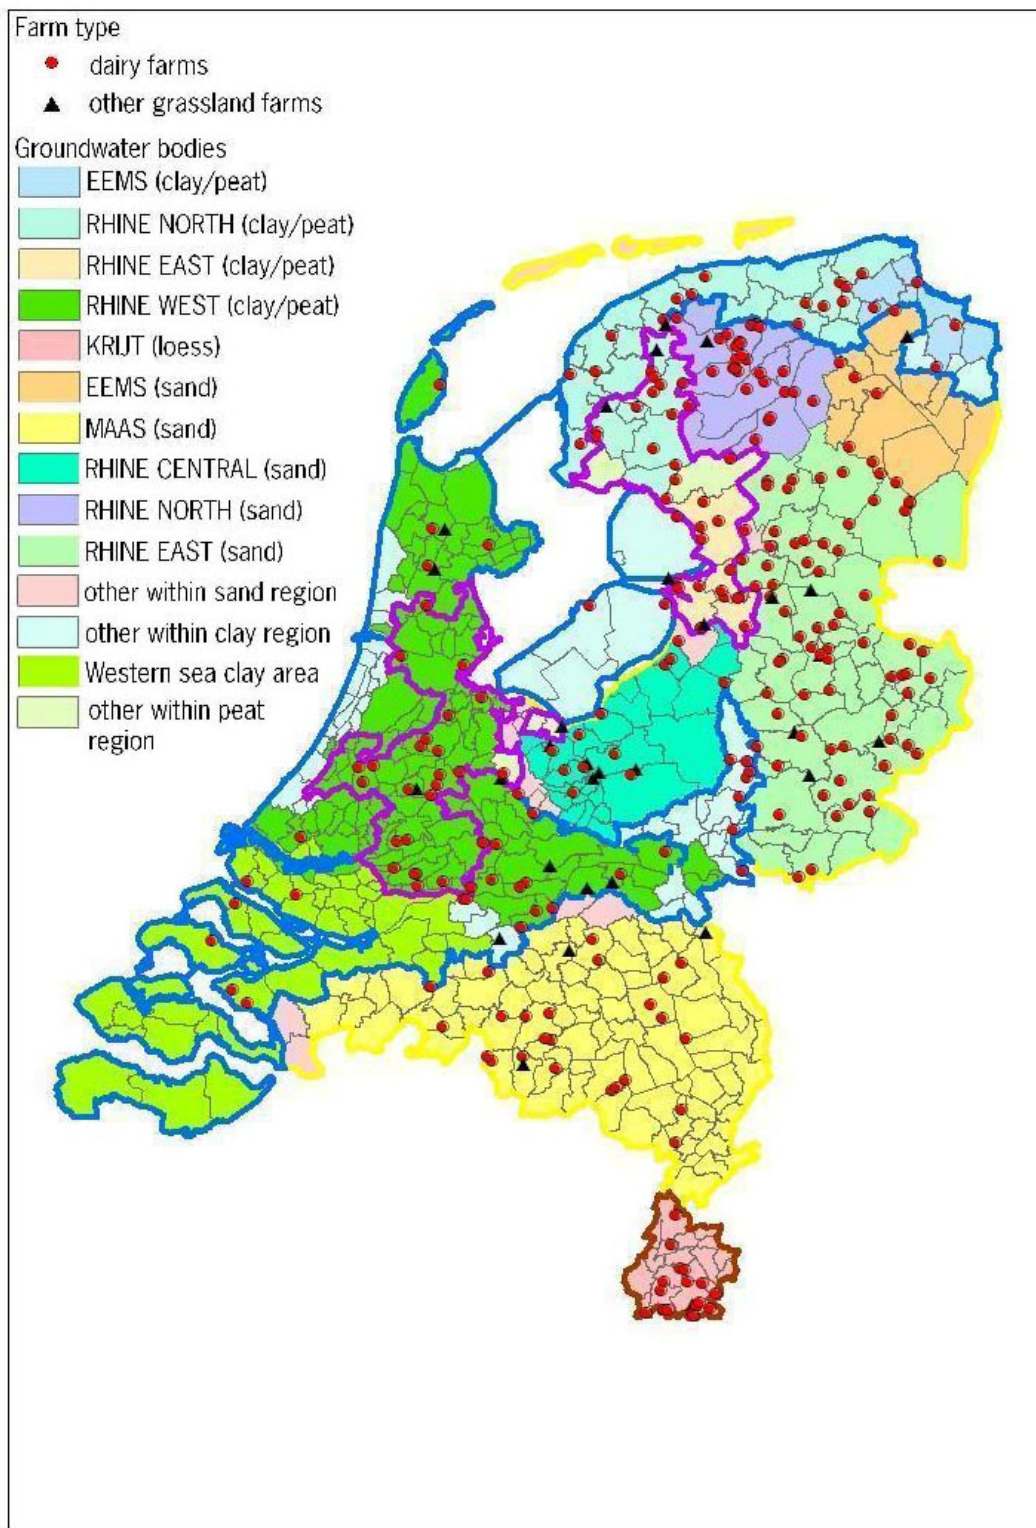 Farm type
dairy farms
other grassland farms
Groundwater bodies
EEMS (clay/peat)
RHINE NORTH (clay/peat)
RHINE EAST (clay/peat)
RHINE WEST (clay/peat)
KRIJT (loess)
EEMS (sand)
MAAS (sand)
RHINE CENTRAL (sand)
RHINE NORTH (sand)
RHINE EAST (sand)
other within sand region
other within clay region
Western sea clay area
other within peat
region